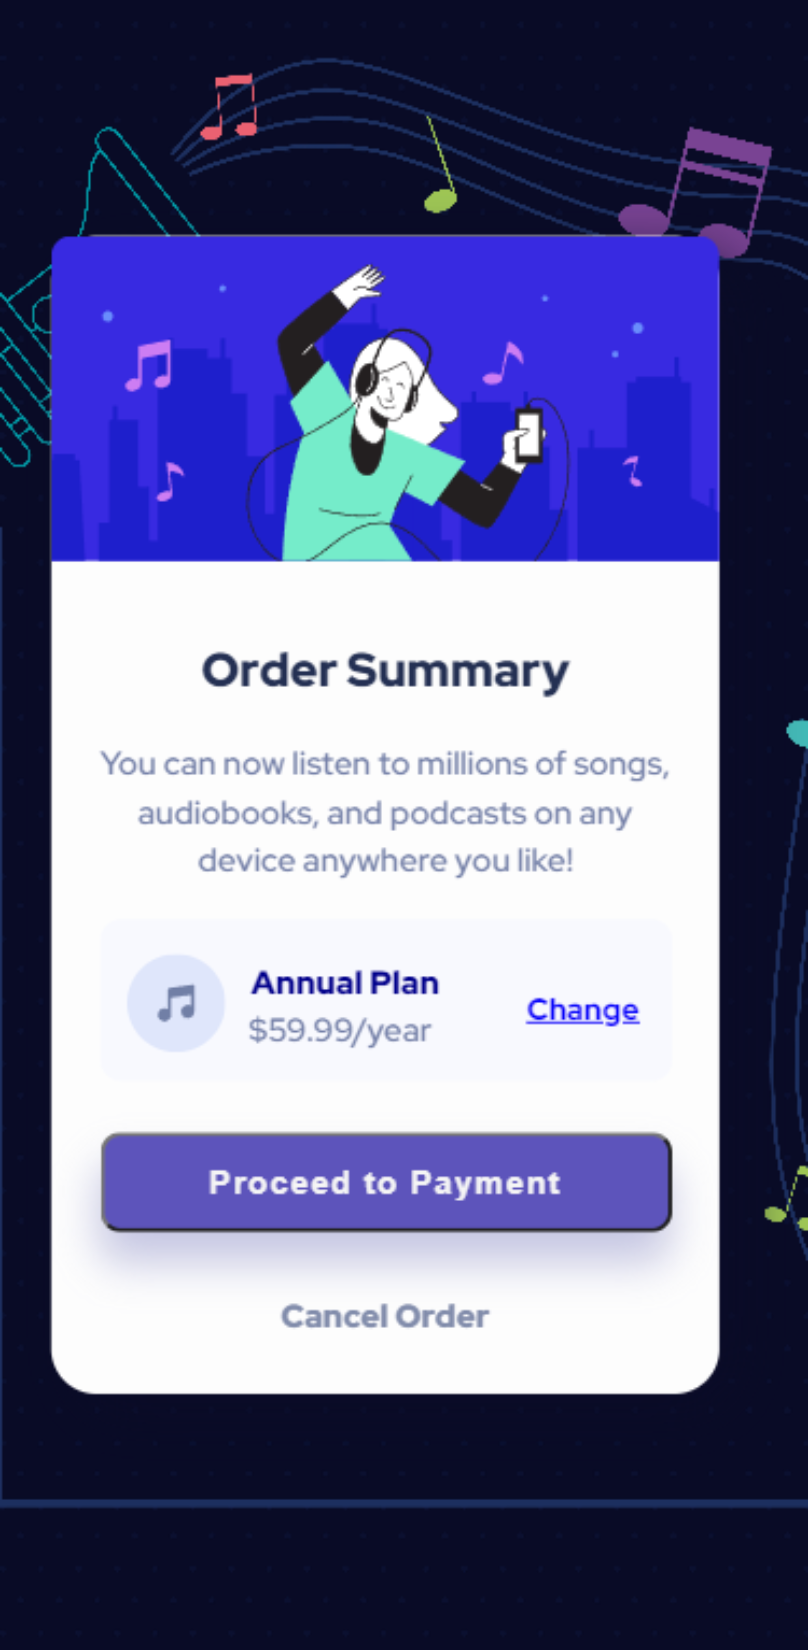 Order Summary
You can now listen to millions of songs,
audiobooks, and podcasts on any
device anywhere you like!
Annual Plan
$59.99/year
Change
Proceed to Payment
Cancel Order